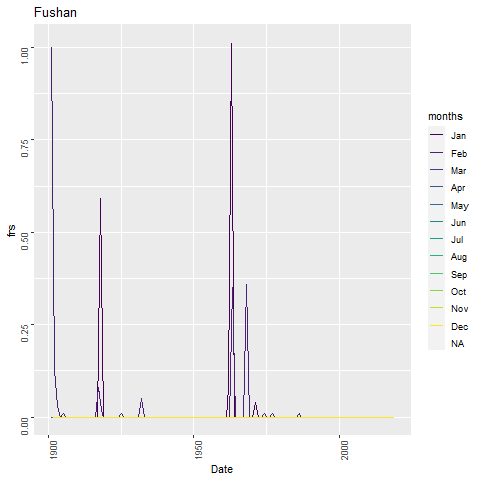 Fushan
1.00
0.75
0.50
0.25
0.00
frs
1900
1950
2000
Date
months
Jan
Feb
Mar
Apr
May
Jun
Jul
Aug
Sep
Oct
Nov
Dec
NA